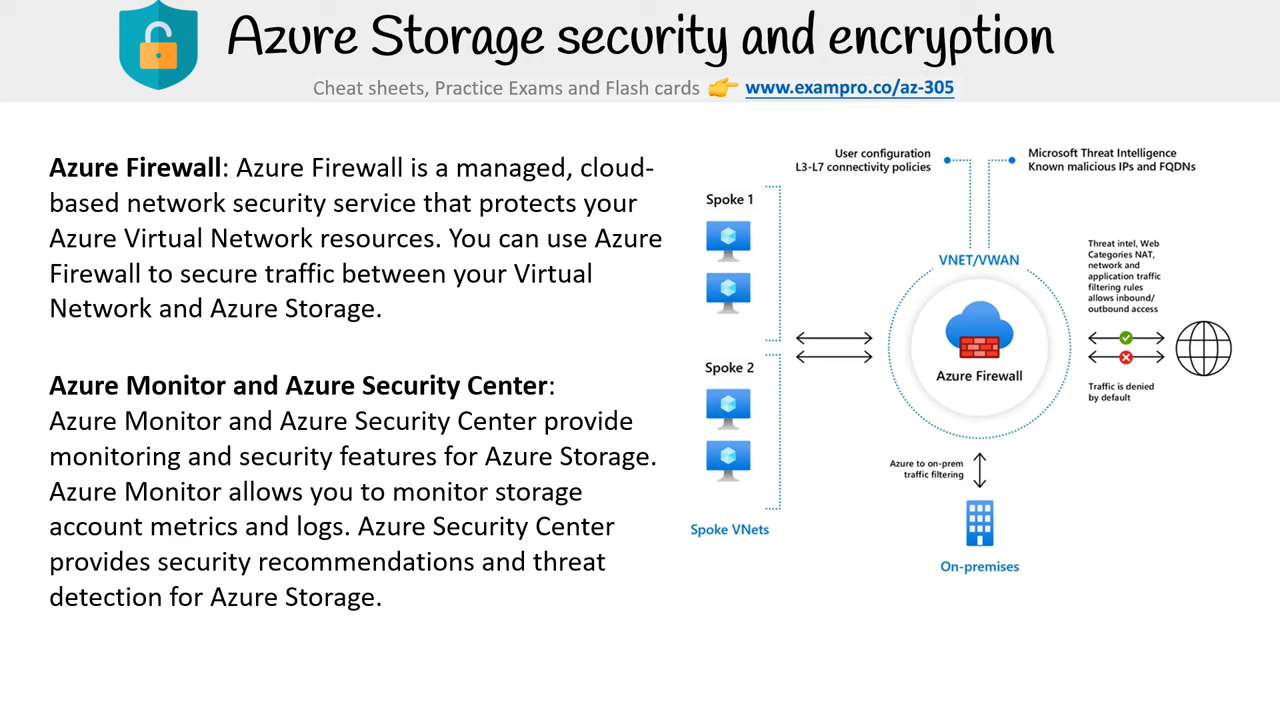 Azure Storage security and encryption
Cheat sheets, Practice Exams and Flash cards 👉 www.exampro.co/az-305
Azure Firewall: Azure Firewall is a managed, cloud-
based network security service that protects your
Azure Virtual Network resources. You can use Azure
Firewall to secure traffic between your Virtual
Network and Azure Storage.
Azure Monitor and Azure Security Center:
Azure Monitor and Azure Security Center provide
monitoring and security features for Azure Storage.
Azure Monitor allows you to monitor storage
account metrics and logs. Azure Security Center
provides security recommendations and threat
detection for Azure Storage.
User configuration
L3-L7 connectivity policies
Microsoft Threat Intelligence
Known malicious IPs and FQDNs
Spoke 1
Spoke 2
Spoke VNets
VNET/VWAN
Azure Firewall
Threat intel, Web
Categories NAT,
network and
application traffic
filtering rules
allows inbound/
outbound access
Traffic is denied
by default
Azure to on-prem
traffic filtering
On-premises